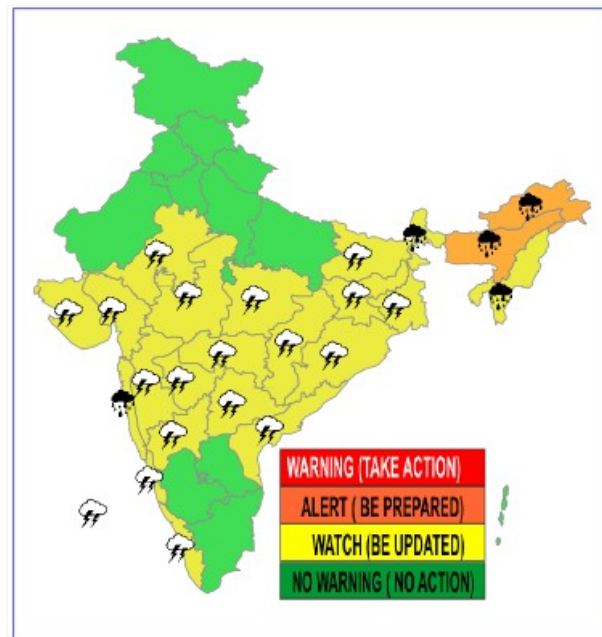 WARNING (TAKE ACTION)
ALERT ( BE PREPARED)
WATCH (BE UPDATED)
NO WARNING ( NO ACTION)